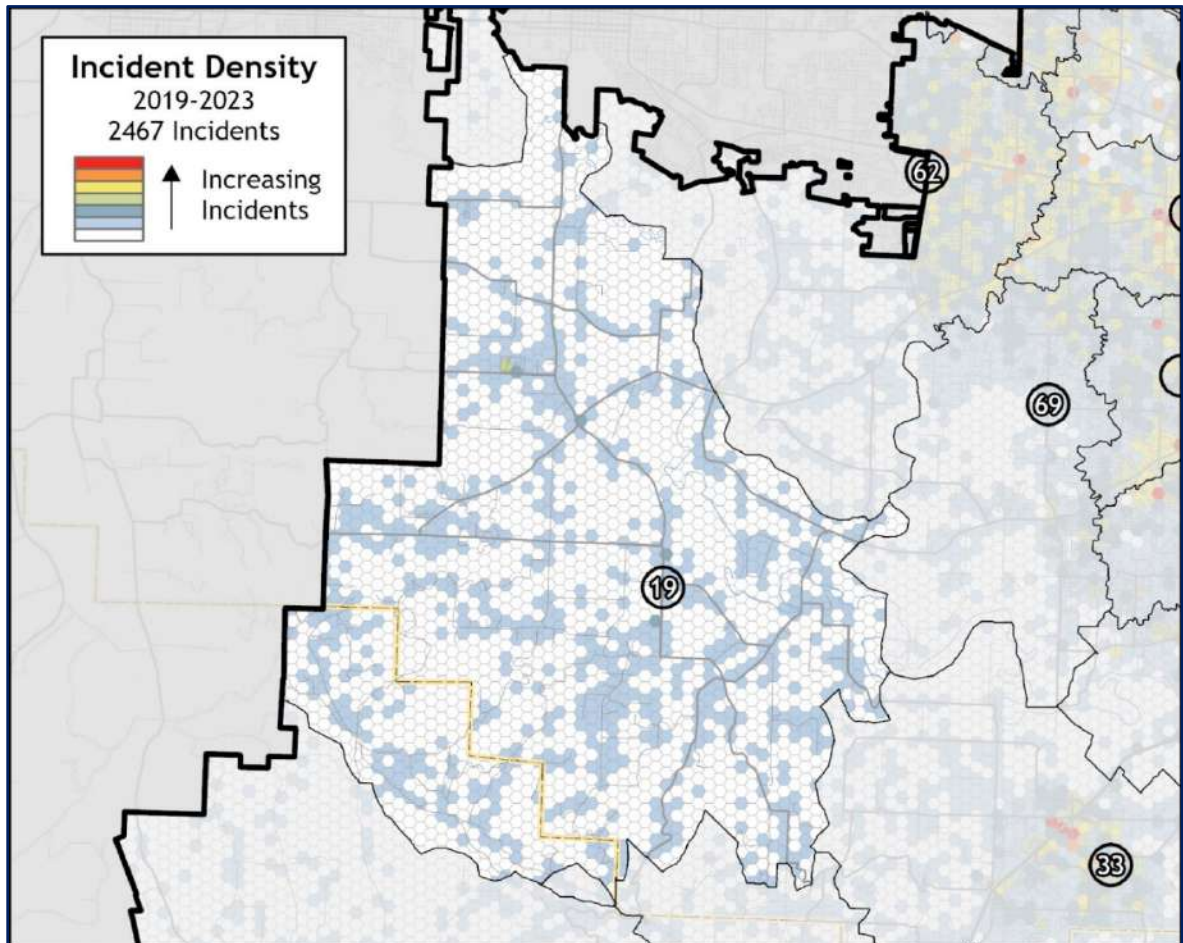 Incident Density
2019-2023
2467 Incidents
Increasing
Incidents
62
69
19
33